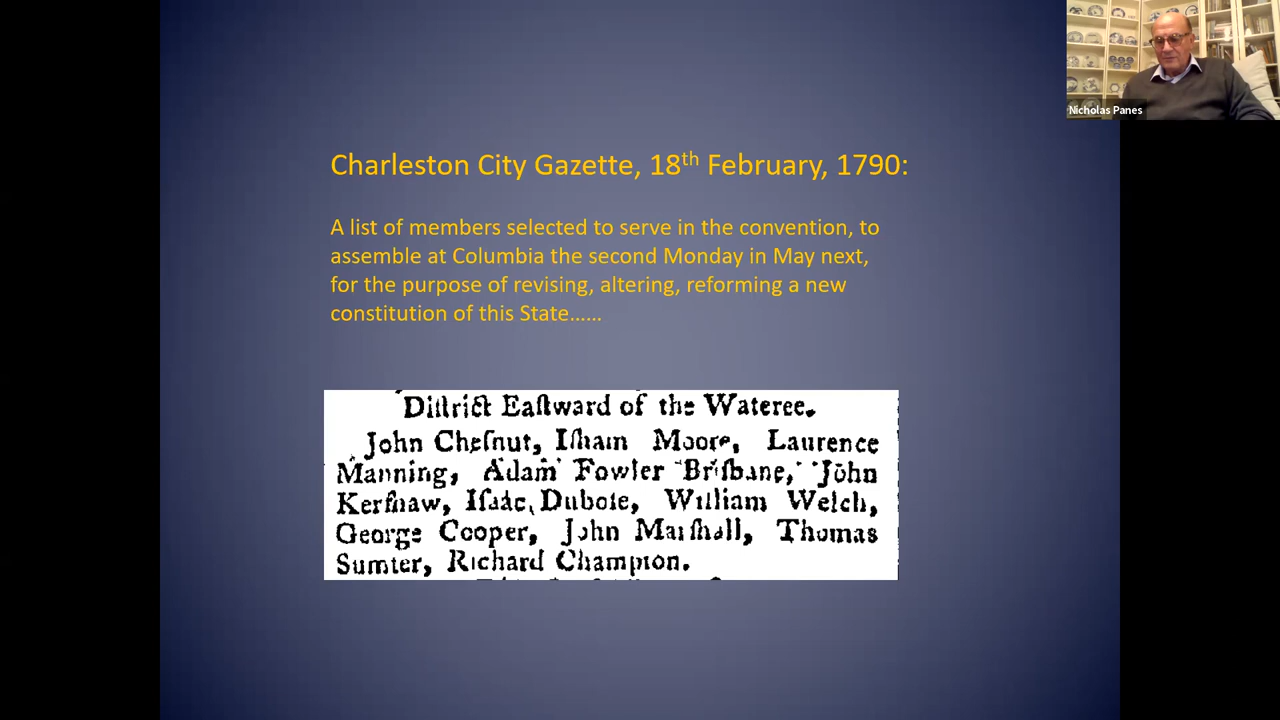 Nicholas Panes
Charleston City Gazette, 18th February, 1790:
A list of members selected to serve in the convention, to
assemble at Columbia the second Monday in May next,
for the purpose of revising, altering, reforming a new
constitution of this State......
Diſtrict Eaſtward of the Wateree.
John Cheſnut, Iſham Moore, Laurence
Manning, Adam Fowler Briſbane, John
Kerſhaw, Iſaac Duboſe, William Welch,
George Cooper, John Marſhall, Thomas
Sumter, Richard Champion.